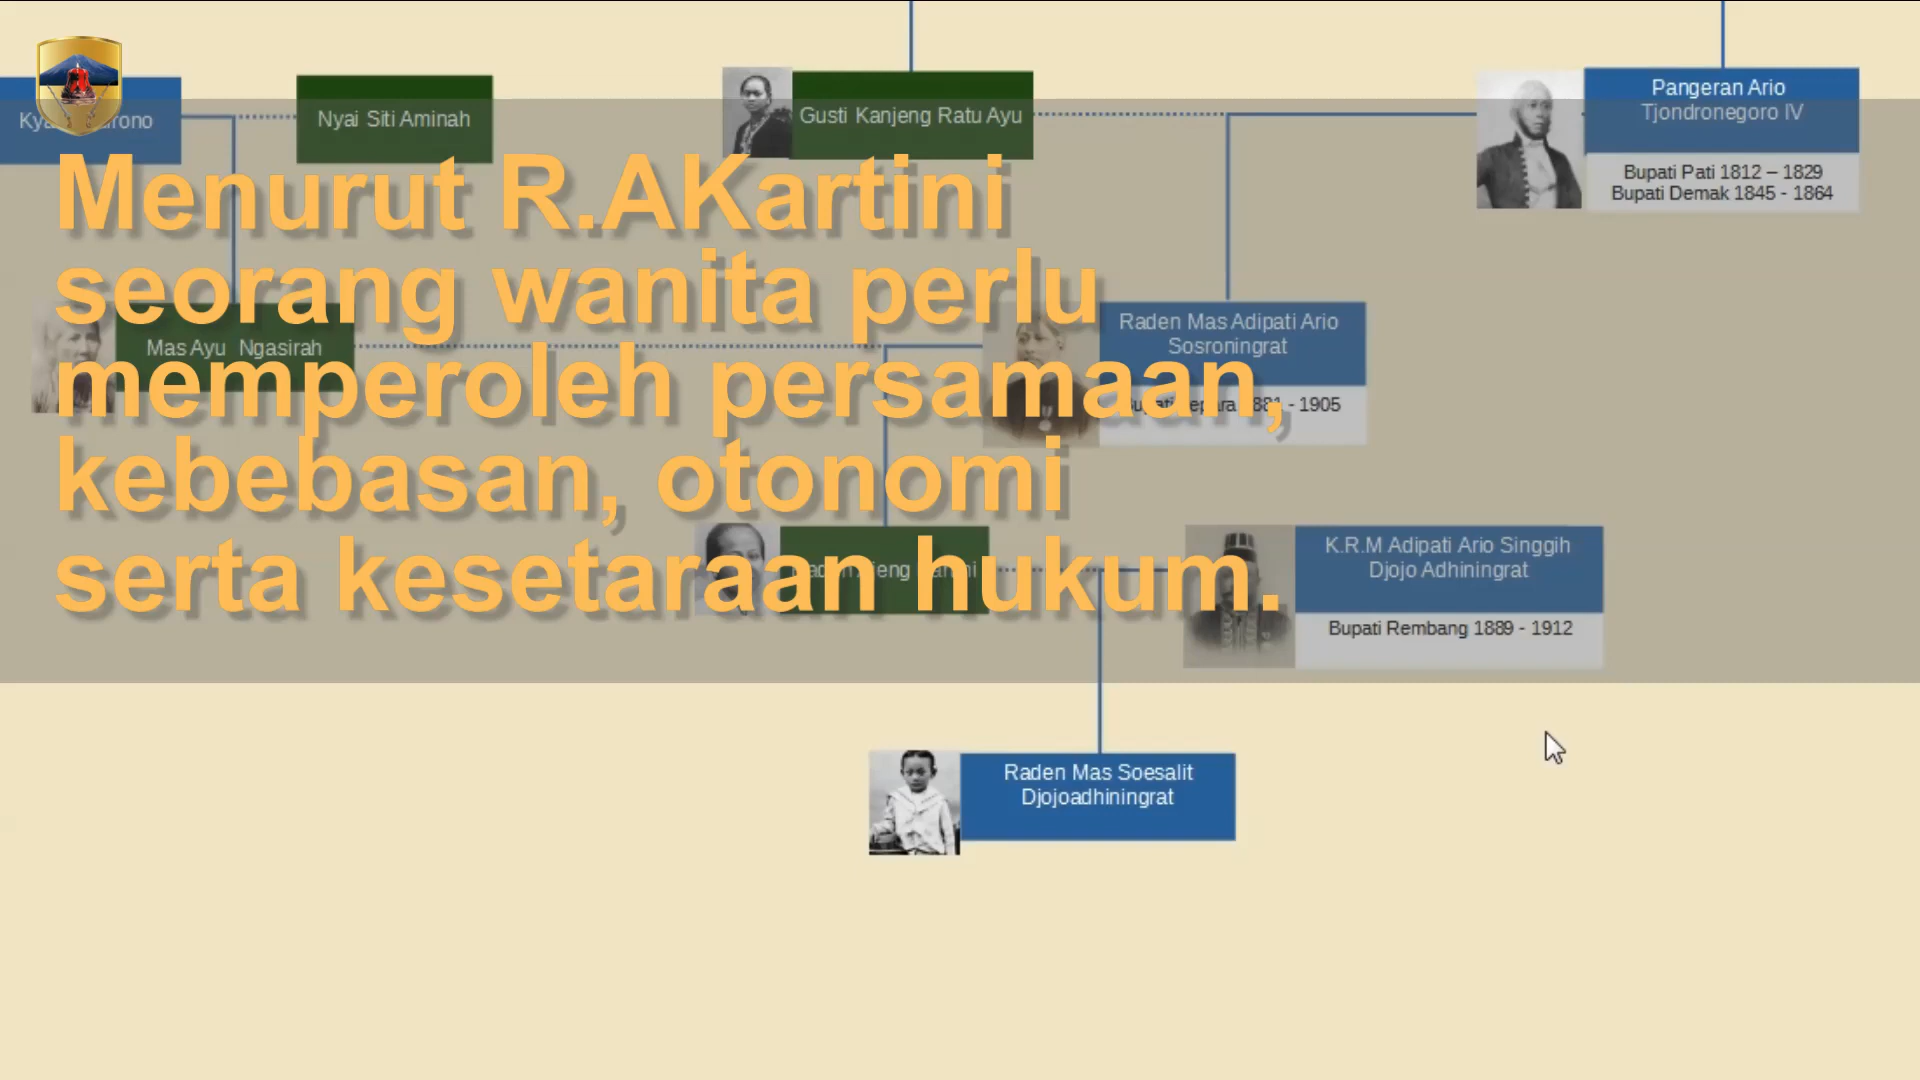 Pangeran Ario
Tjondronegoro IV
Nyai Siti Aminah
Gusti Kanjeng Ratu Ayu
Bupati Pati 1812 – 1829
Bupati Demak 1845 - 1864
Menurut R.AKartini
seorang wanita perlu
memperoleh persamaan,
kebebasan, otonomi
serta kesetaraan hukum.
Mas Ayu Ngasirah
Raden Mas Adipati Ario
Sosroningrat
1881 - 1905
K.R.M Adipati Ario Singgih
Djojo Adhiningrat
Bupati Rembang 1889 - 1912
Raden Mas Soesalit
Djojoadhiningrat